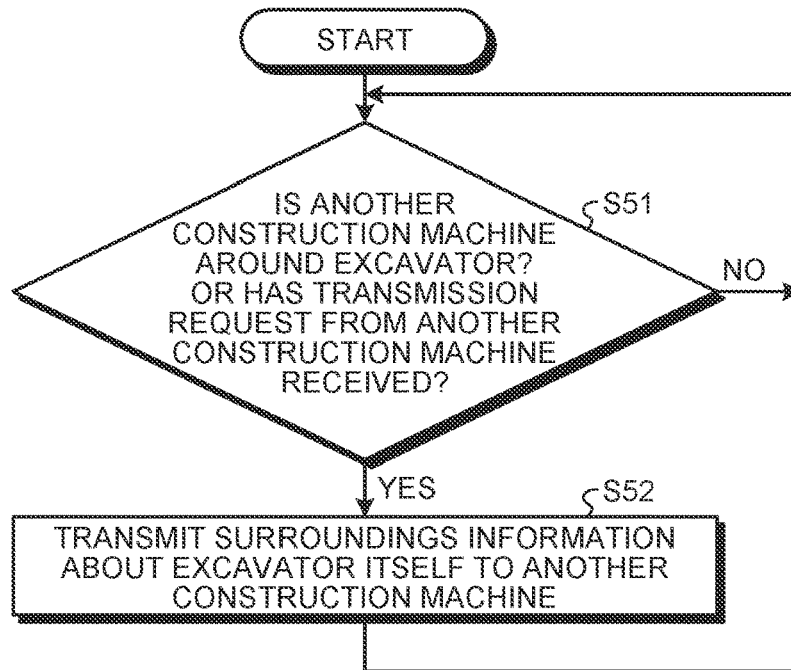 START
IS ANOTHER
CONSTRUCTION MACHINE
AROUND EXCAVATOR?
OR HAS TRANSMISSION
REQUEST FROM ANOTHER
CONSTRUCTION MACHINE
RECEIVED?
S51
NO
YES
S52
TRANSMIT SURROUNDINGS INFORMATION
ABOUT EXCAVATOR ITSELF TO ANOTHER
CONSTRUCTION MACHINE